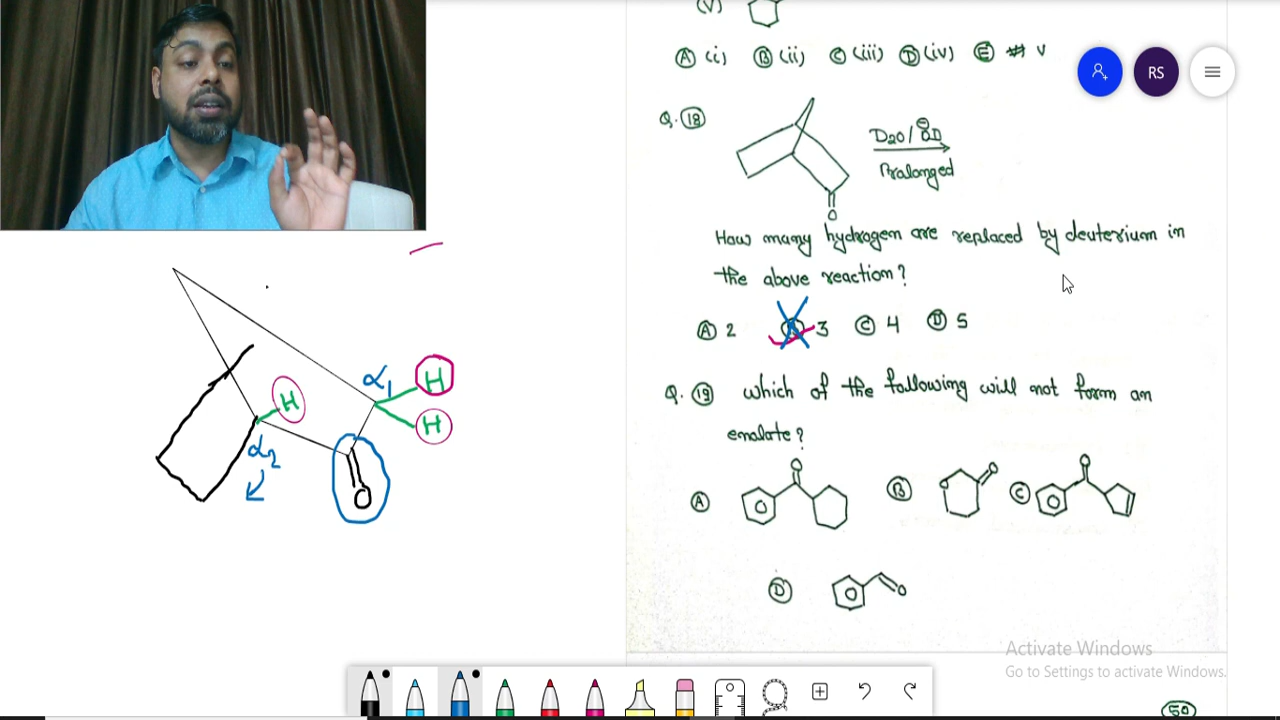 (v)
Ⓐ (i) Ⓑ (ii) Ⓒ (iii) Ⓓ (iv) Ⓔ v
RS
Q. ⑱
D2O / ⊖OD
Prolonged
O
How many hydrogen are replaced by deuterium in
the above reaction?
Ⓐ 2 3 Ⓒ 4 Ⓓ 5
α1 H
H
H
α2
O
Q. ⑲ which of the following will not form an
enolate?
Ⓐ O O Ⓑ O O Ⓒ O O
Ⓓ O O
Activate Windows
Go to Settings to activate Windows.
50